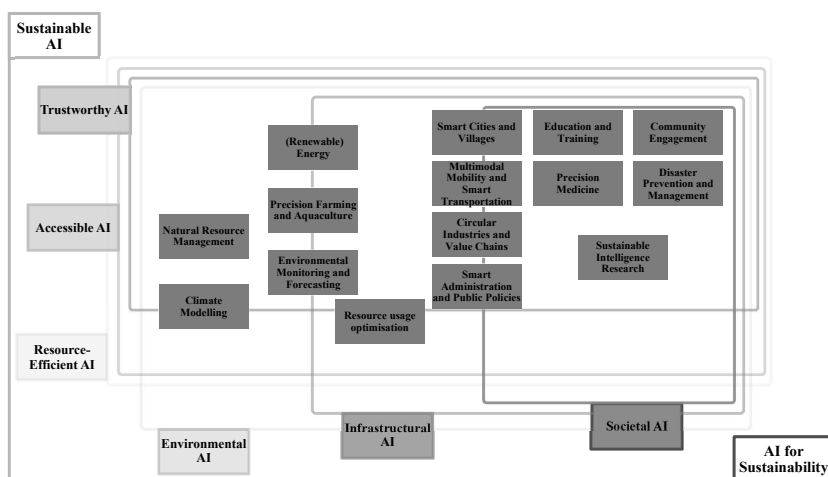 Sustainable
AI
Trustworthy AI
Accessible AI
Resource-
Efficient AI
Natural Resource
Management
Climate
Modelling
(Renewable)
Energy
Precision Farming
and Aquaculture
Environmental
Monitoring and
Forecasting
Resource usage
optimisation
Smart Cities and
Villages
Multimodal
Mobility and
Smart
Transportation
Circular
Industries and
Value Chains
Smart
Administration
and Public Policies
Education and
Training
Precision
Medicine
Community
Engagement
Disaster
Prevention and
Management
Sustainable
Intelligence
Research
Environmental
AI
Infrastructural
AI
Societal AI
AI for
Sustainability